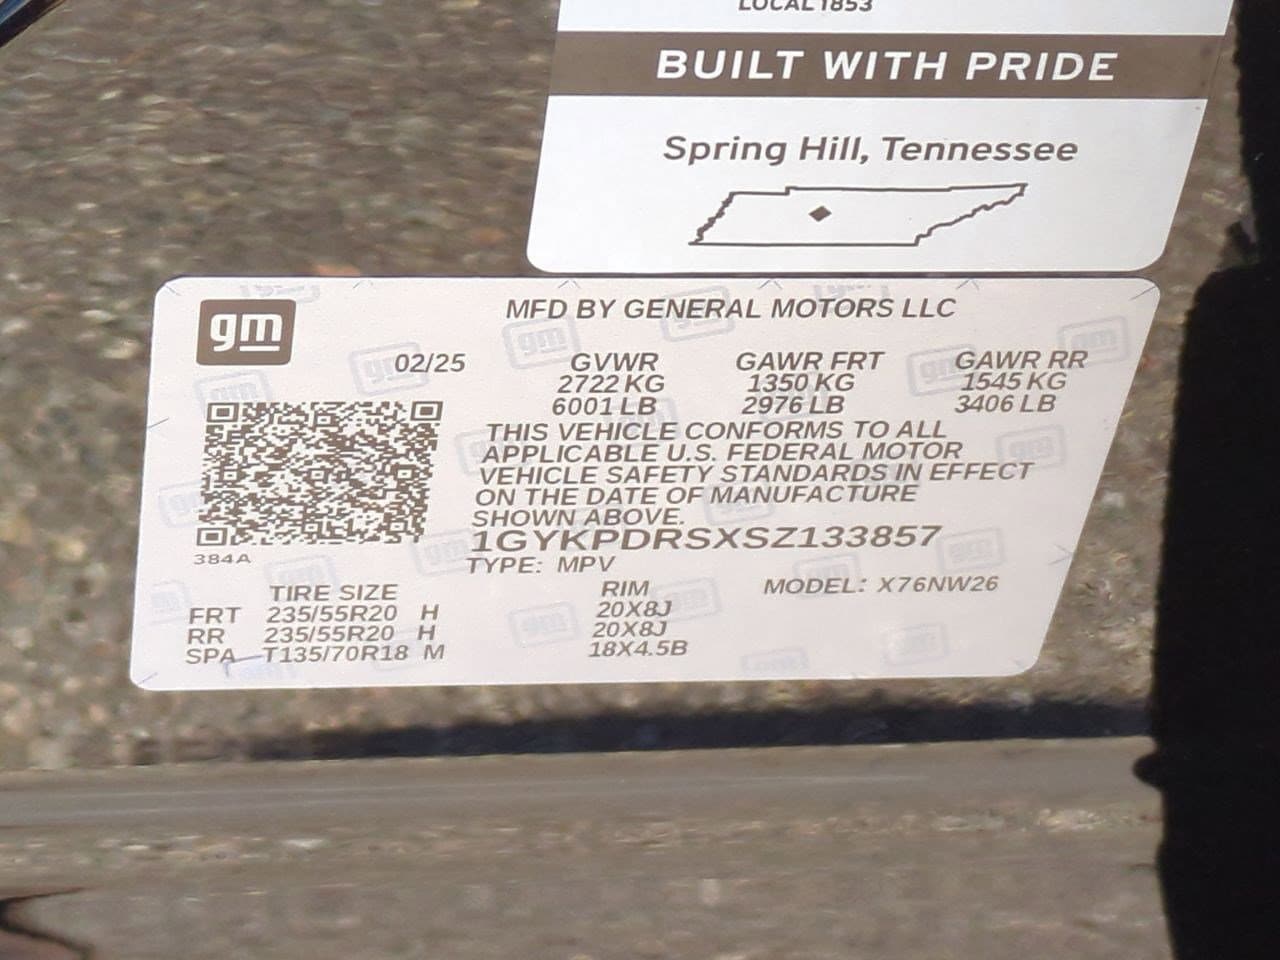 LOCAL 1853
BUILT WITH PRIDE
Spring Hill, Tennessee
gm
MFD BY GENERAL MOTORS LLC
02/25 GVWR GAWR FRT GAWR RR
2722 KG 1350 KG 1545 KG
6001 LB 2976 LB 3406 LB
THIS VEHICLE CONFORMS TO ALL
APPLICABLE U.S. FEDERAL MOTOR
VEHICLE SAFETY STANDARDS IN EFFECT
ON THE DATE OF MANUFACTURE
SHOWN ABOVE.
1GYKPDRSXSZ133857
384A
TYPE: MPV
TIRE SIZE RIM MODEL: X76NW26
FRT 235/55R20 H 20X8J
RR 235/55R20 H 20X8J
SPA T135/70R18 M 18X4.5B